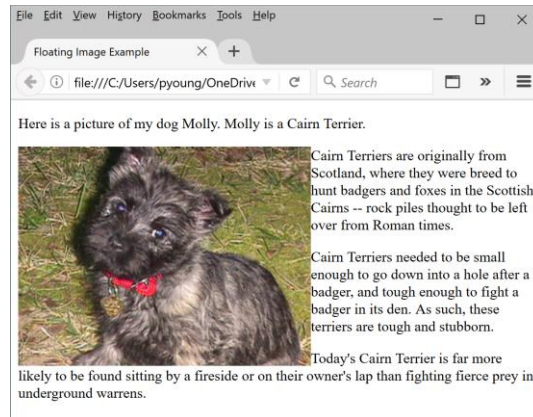 File Edit View History Bookmarks Tools Help
Floating Image Example
file:///C:/Users/pyoung/OneDrive
Search
Here is a picture of my dog Molly. Molly is a Cairn Terrier.
Cairn Terriers are originally from
Scotland, where they were breed to
hunt badgers and foxes in the Scottish
Cairns -- rock piles thought to be left
over from Roman times.
Cairn Terriers needed to be small
enough to go down into a hole after a
badger, and tough enough to fight a
badger in its den. As such, these
terriers are tough and stubborn.
Today's Cairn Terrier is far more
likely to be found sitting by a fireside or on their owner's lap than fighting fierce prey in
underground warrens.